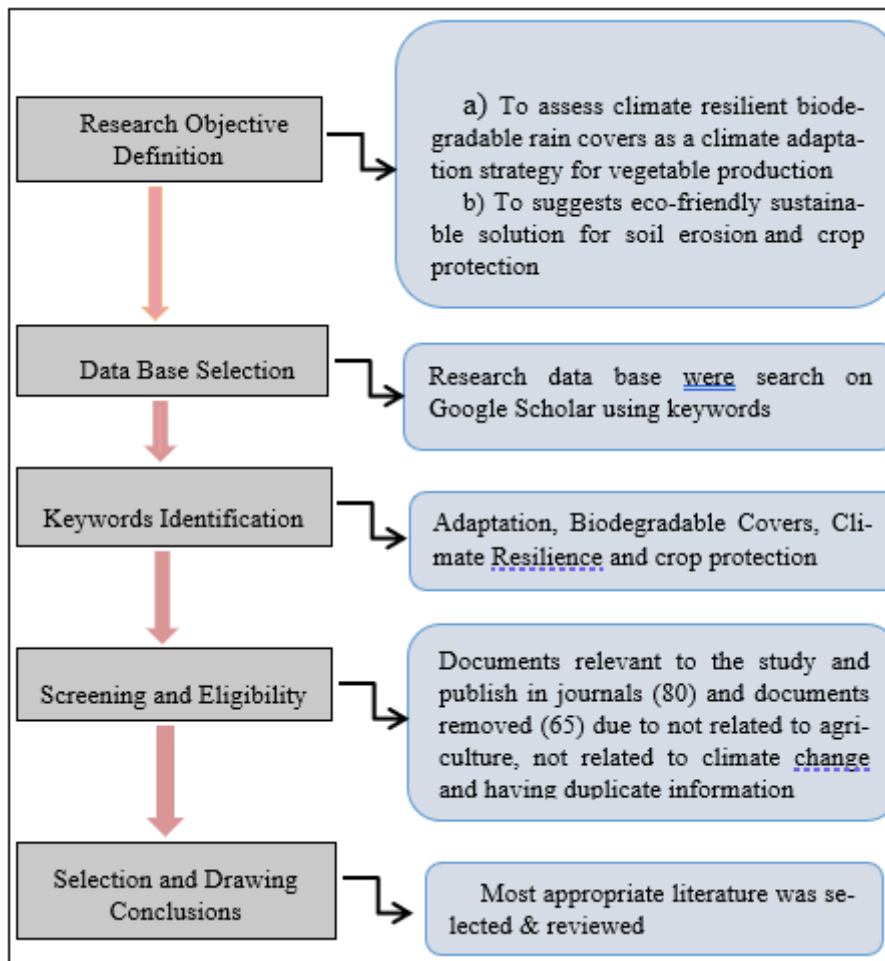 Research Objective
Definition
a) To assess climate resilient biode-
gradable rain covers as a climate adapta-
tion strategy for vegetable production
b) To suggests eco-friendly sustaina-
ble solution for soil erosion and crop
protection
Data Base Selection
Research data base were search on
Google Scholar using keywords
Keywords Identification
Adaptation, Biodegradable Covers, Cli-
mate Resilience and crop protection
Screening and Eligibility
Documents relevant to the study and
publish in journals (80) and documents
removed (65) due to not related to agri-
culture, not related to climate change
and having duplicate information
Selection and Drawing
Conclusions
Most appropriate literature was se-
lected & reviewed